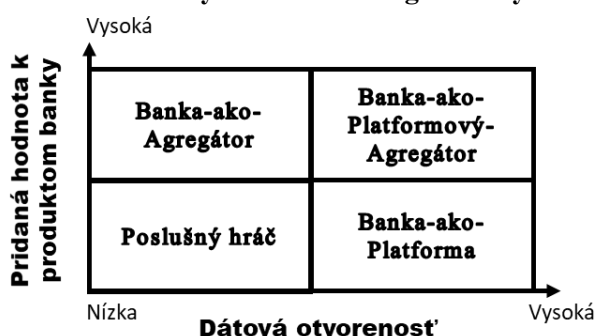 Vysoká
Pridaná hodnota k
produktom banky
Banka-ako-
Agregátor
Banka-ako-
Platformový-
Agregátor
Poslušný hráč
Banka-ako-
Platforma
Nízka
Vysoká
Dátová otvorenosť